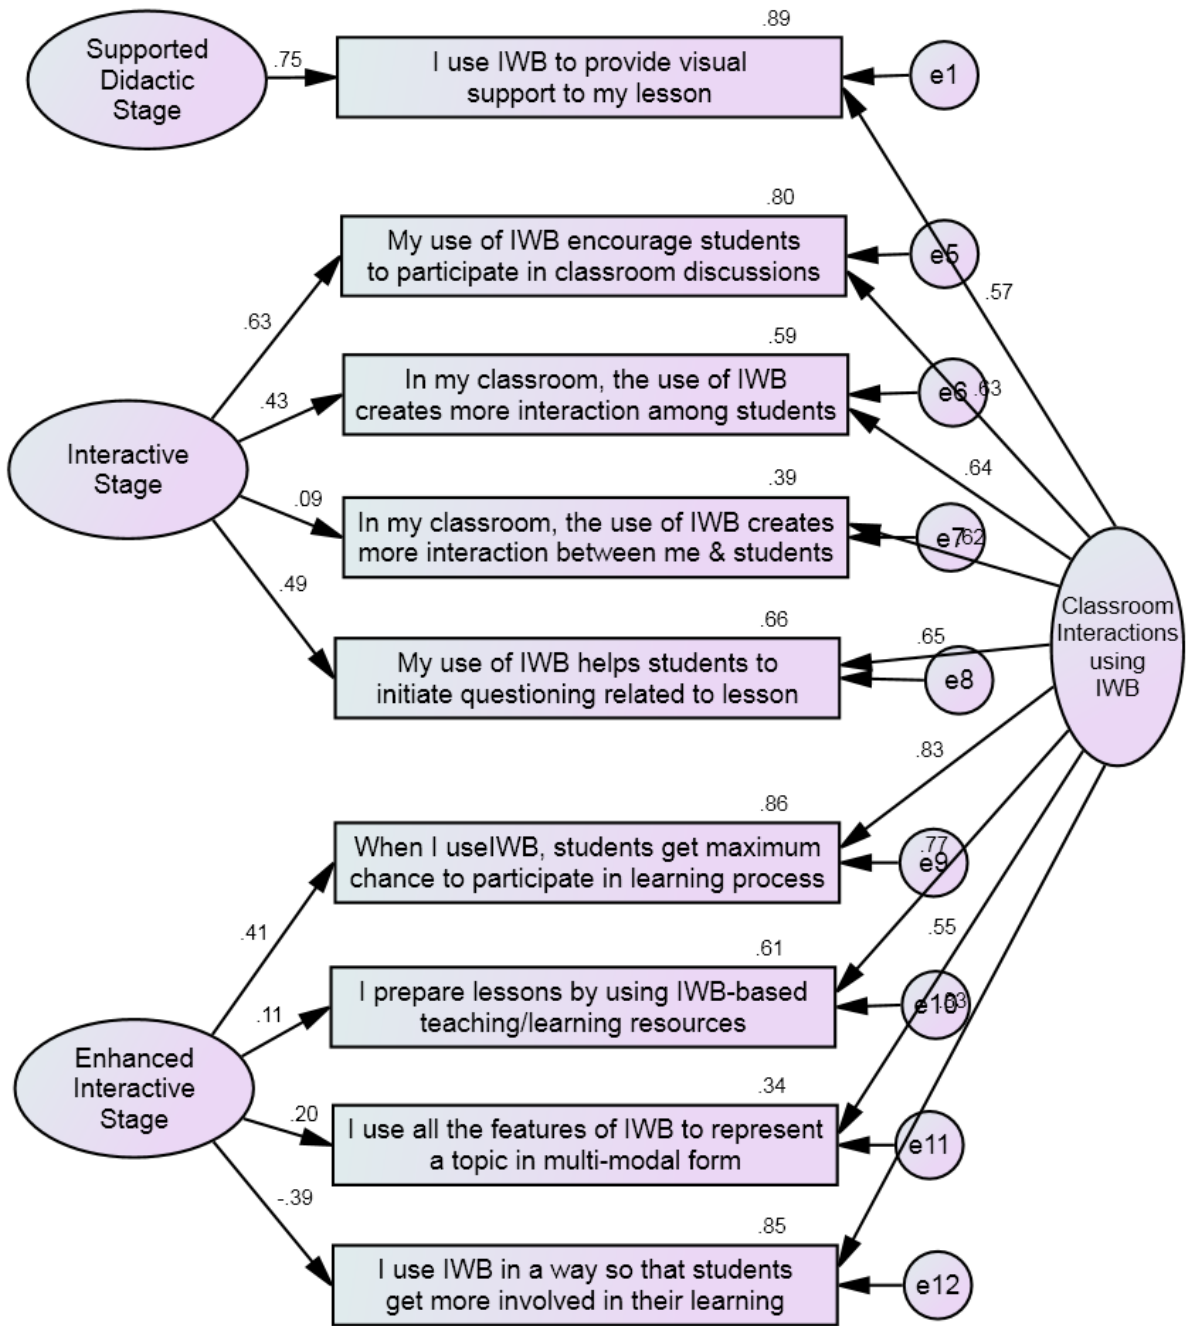 .89
Supported
Didactic
Stage
.75
I use IWB to provide visual
support to my lesson
e1
.80
My use of IWB encourage students
to participate in classroom discussions
e5
.57
.63
.59
In my classroom, the use of IWB
creates more interaction among students
e6
.63
.43
.64
Interactive
Stage
.39
In my classroom, the use of IWB creates
more interaction between me & students
e7
.62
.09
.49
.66
My use of IWB helps students to
initiate questioning related to lesson
.65
e8
Classroom
Interactions
using
IWB
.83
.86
When I useIWB, students get maximum
chance to participate in learning process
.77
e9
.41
.55
.61
I prepare lessons by using IWB-based
teaching/learning resources
e10
.11
Enhanced
Interactive
Stage
.34
.20
I use all the features of IWB to represent
a topic in multi-modal form
e11
-.39
.85
I use IWB in a way so that students
get more involved in their learning
e12